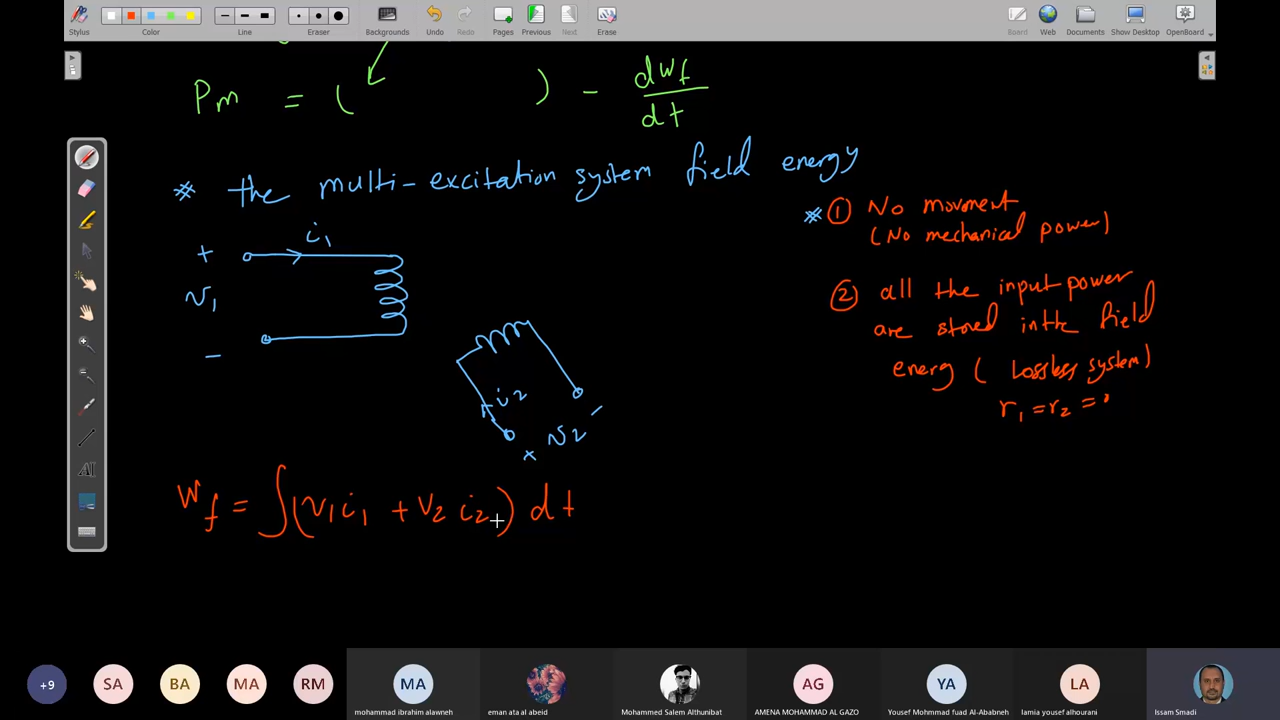 Stylus
Color
Line
Eraser
Backgrounds
Undo
Redo
Pages
Previous
Next
Erase
Board
Web
Documents
Show Desktop
OpenBoard
Pm = ( ) - dWf/dt
* the multi-excitation system field energy
i1
+
v1
-
i2
+ v2 -
* ① No movment
(No mechanical power)
② all the input power
are stored in the field
energ ( Lossless system)
r1 = r2 = 0
Wf = ∫(v1 i1 + v2 i2) dt
+9
SA
BA
MA
RM
MA
mohammad ibrahim alawneh
eman ata al abeid
Mohammed Salem Althunibat
AG
AMENA MOHAMMAD AL GAZO
YA
Yousef Mohmmad fuad Al-Ababneh
LA
lamia yousef alhourani
Issam Smadi